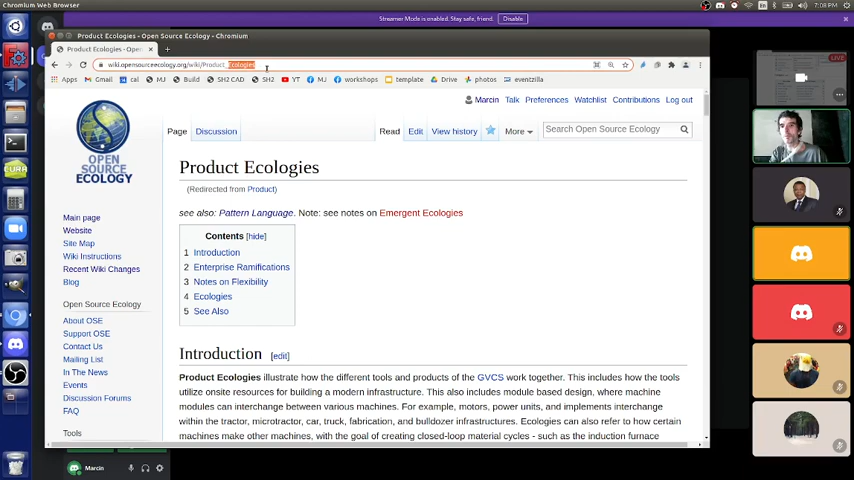 Chromium Web Browser
7:08 PM
Streamer Mode is enabled. Stay safe, friend.
Disable
Product Ecologies - Open Source Ecology - Chromium
Product Ecologies - Open
wiki.opensourceecology.org/wiki/Product_Ecologies
Apps
Gmail
cal
MJ
Build
SH2 CAD
SH2
YT
MJ
workshops
template
Drive
photos
eventzilla
LIVE
Marcin
Talk
Preferences
Watchlist
Contributions
Log out
Page
Discussion
Read
Edit
View history
More
Search Open Source Ecology
OPEN
SOURCE
ECOLOGY
Product Ecologies
(Redirected from Product)
see also: Pattern Language. Note: see notes on Emergent Ecologies
Contents [hide]
1 Introduction
2 Enterprise Ramifications
3 Notes on Flexibility
4 Ecologies
5 See Also
Main page
Website
Site Map
Wiki Instructions
Recent Wiki Changes
Blog
Open Source Ecology
About OSE
Support OSE
Contact Us
Mailing List
In The News
Events
Discussion Forums
FAQ
Tools
Introduction [edit]
Product Ecologies illustrate how the different tools and products of the GVCS work together. This includes how the tools
utilize onsite resources for building a modern infrastructure. This also includes module based design, where machine
modules can interchange between various machines. For example, motors, power units, and implements interchange
within the tractor, microtractor, car, truck, fabrication, and bulldozer infrastructures. Ecologies can also refer to how certain
machines make other machines, with the goal of creating closed-loop material cycles - such as the induction furnace
Marcin
CURA